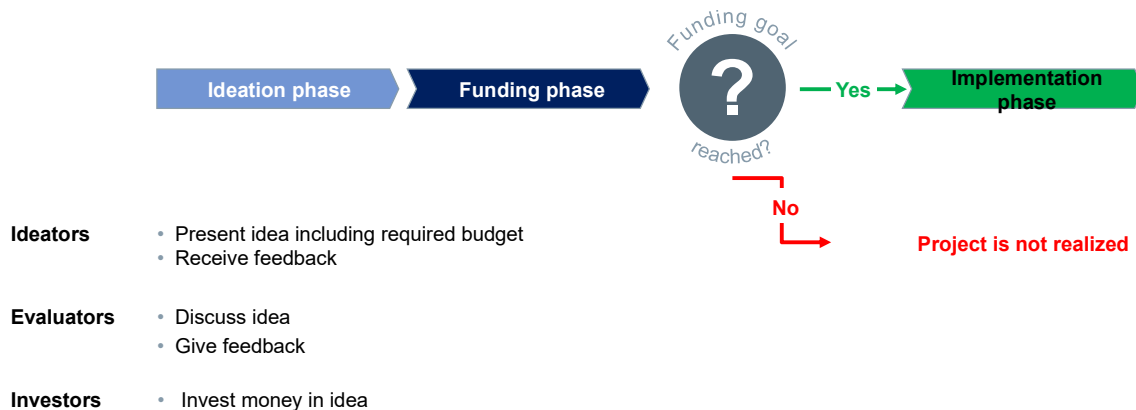 Ideation phase
Funding phase
Funding goal
?
reached?
Yes
Implementation
phase
No
Project is not realized
Ideators
• Present idea including required budget
• Receive feedback
Evaluators
• Discuss idea
• Give feedback
Investors
• Invest money in idea